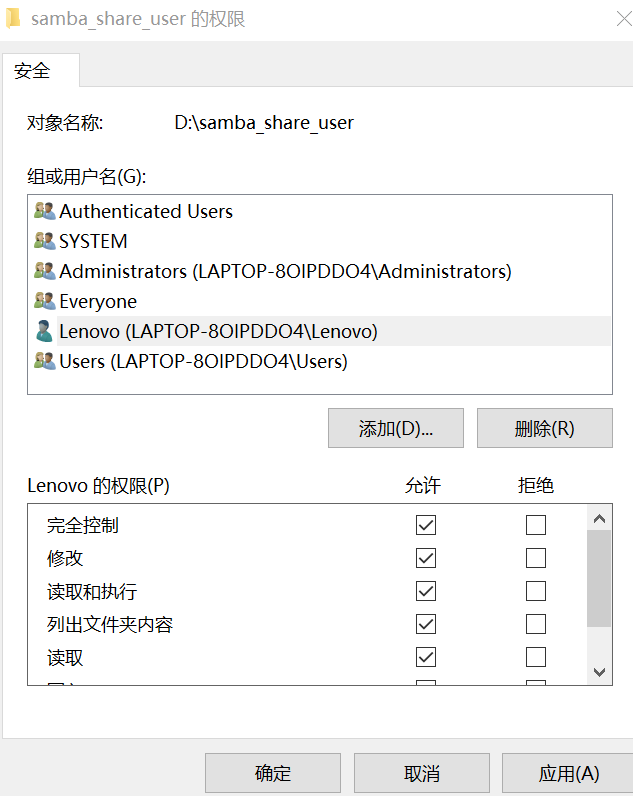 samba_share_user 的权限
安全
对象名称: D:\samba_share_user
组或用户名(G):
Authenticated Users
SYSTEM
Administrators (LAPTOP-8OIPDDO4\Administrators)
Everyone
Lenovo (LAPTOP-8OIPDDO4\Lenovo)
Users (LAPTOP-8OIPDDO4\Users)
添加(D)... 删除(R)
Lenovo 的权限(P) 允许 拒绝
完全控制
修改
读取和执行
列出文件夹内容
读取
确定 取消 应用(A)